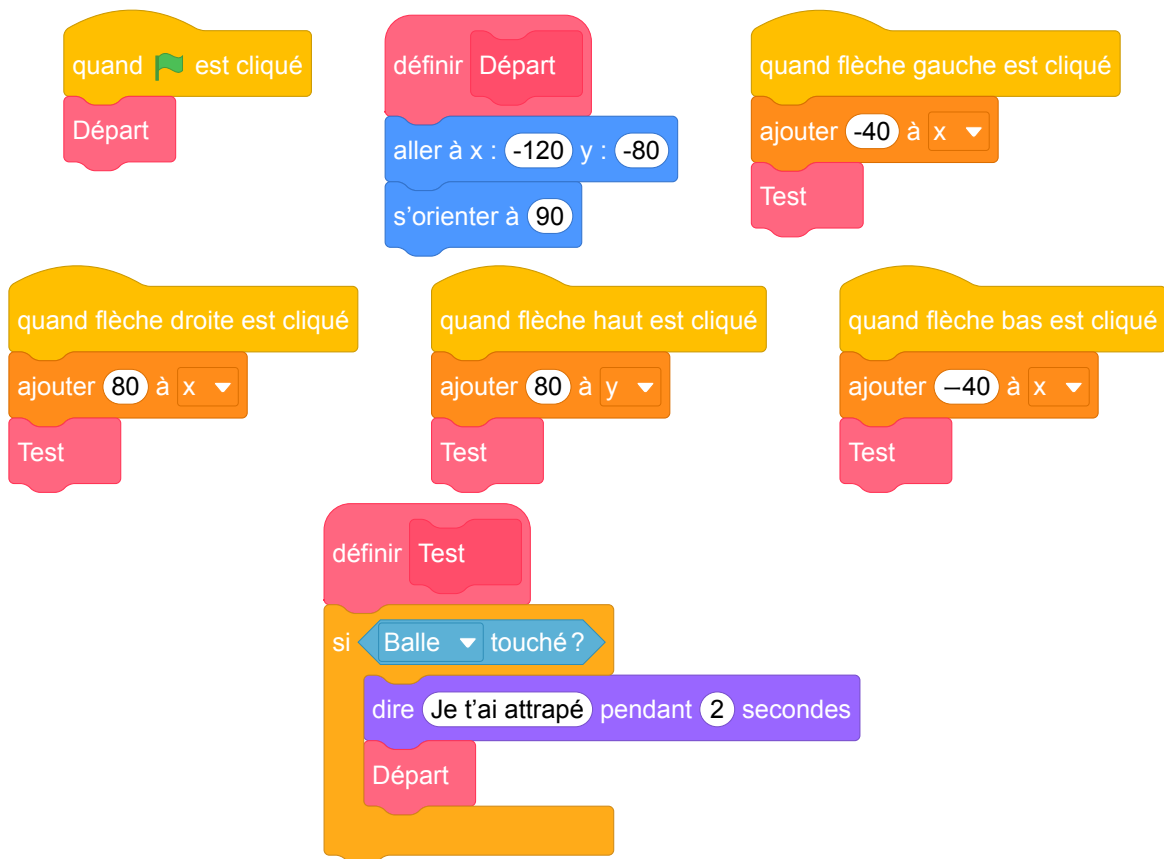 quand est cliqué
Départ
définir Départ
aller à x : -120 y : -80
s’orienter à 90
quand flèche gauche est cliqué
ajouter -40 à x
Test
quand flèche droite est cliqué
ajouter 80 à x
Test
quand flèche haut est cliqué
ajouter 80 à y
Test
quand flèche bas est cliqué
ajouter −40 à x
Test
définir Test
si Balle touché ?
dire Je t’ai attrapé pendant 2 secondes
Départ